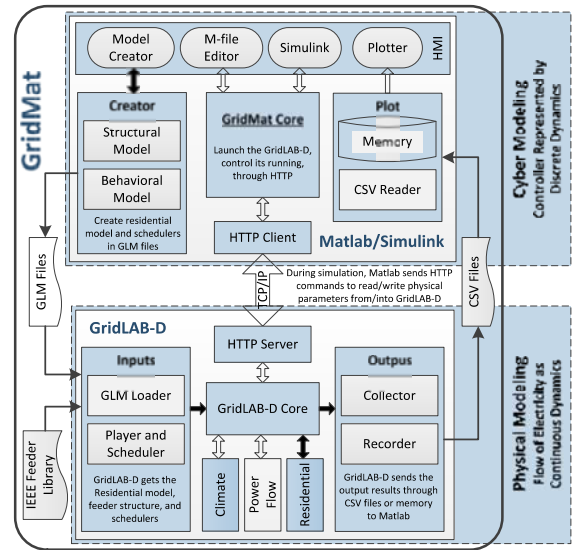 GridMat
Model
Creator
M-file
Editor
Simulink
Plotter
HMI
Creator
Structural
Model
Behavioral
Model
Create residential
model and schedulers
in GLM files
GridMat Core
Launch the GridLAB-D,
control its running,
through HTTP
HTTP Client
Plot
Memory
CSV Reader
Matlab/Simulink
Cyber Modeling
Controller Represented by
Discrete Dynamics
GLM Files
TCP/IP
During simulation, Matlab sends HTTP
commands to read/write physical
parameters from/into GridLAB-D
CSV Files
GridLAB-D
HTTP Server
Inputs
GLM Loader
Player and
Scheduler
GridLAB-D gets the
Residential model,
feeder structure, and
schedulers
GridLAB-D Core
Climate
Power
Flow
Residential
Outpus
Collector
Recorder
GridLAB-D sends the
output results through
CSV files or memory
to Matlab
IEEE Feeder
Library
Physical Modeling
Flow of Electricity as
Continuous Dynamics